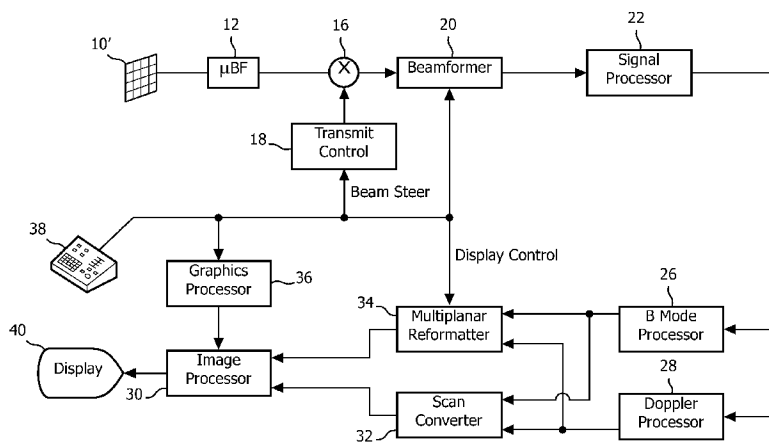 10'
12
μBF
16
X
20
Beamformer
22
Signal
Processor
18
Transmit
Control
Beam Steer
38
Graphics
Processor
36
Display Control
34
Multiplanar
Reformatter
26
B Mode
Processor
40
Display
Image
Processor
30
Scan
Converter
32
28
Doppler
Processor